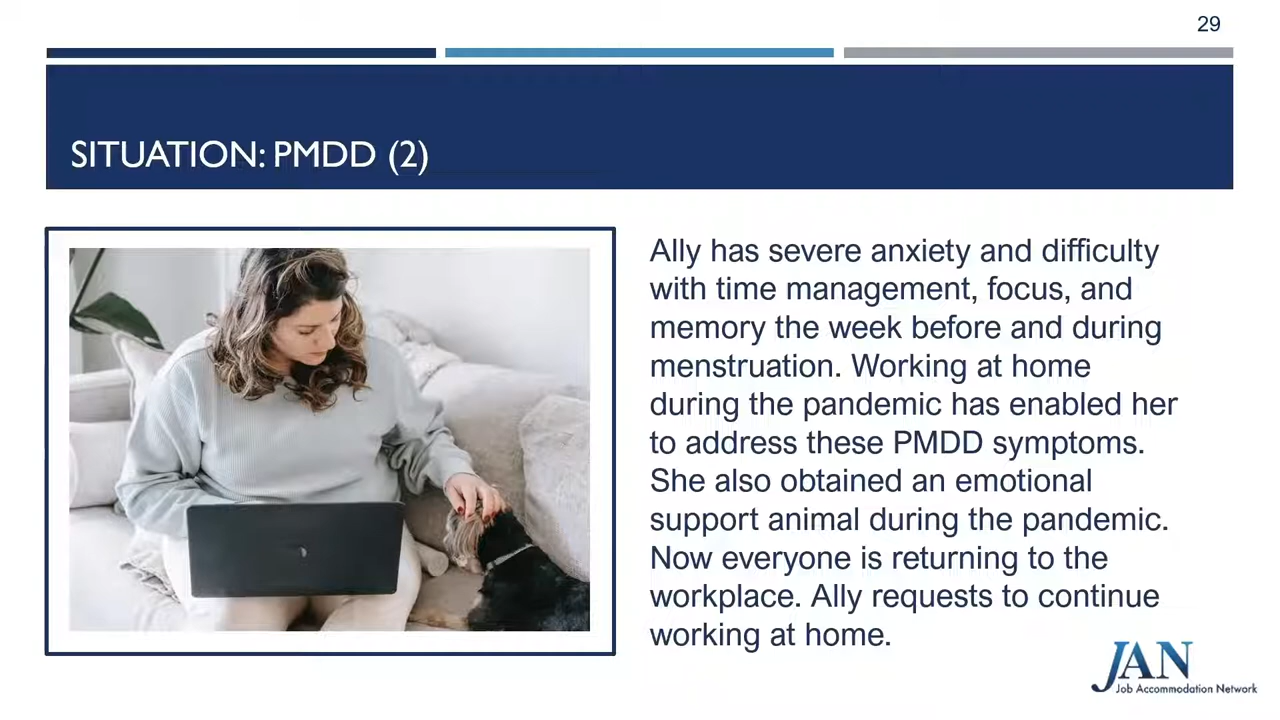 29
SITUATION: PMDD (2)
Ally has severe anxiety and difficulty
with time management, focus, and
memory the week before and during
menstruation. Working at home
during the pandemic has enabled her
to address these PMDD symptoms.
She also obtained an emotional
support animal during the pandemic.
Now everyone is returning to the
workplace. Ally requests to continue
working at home.
JAN
Job Accommodation Network